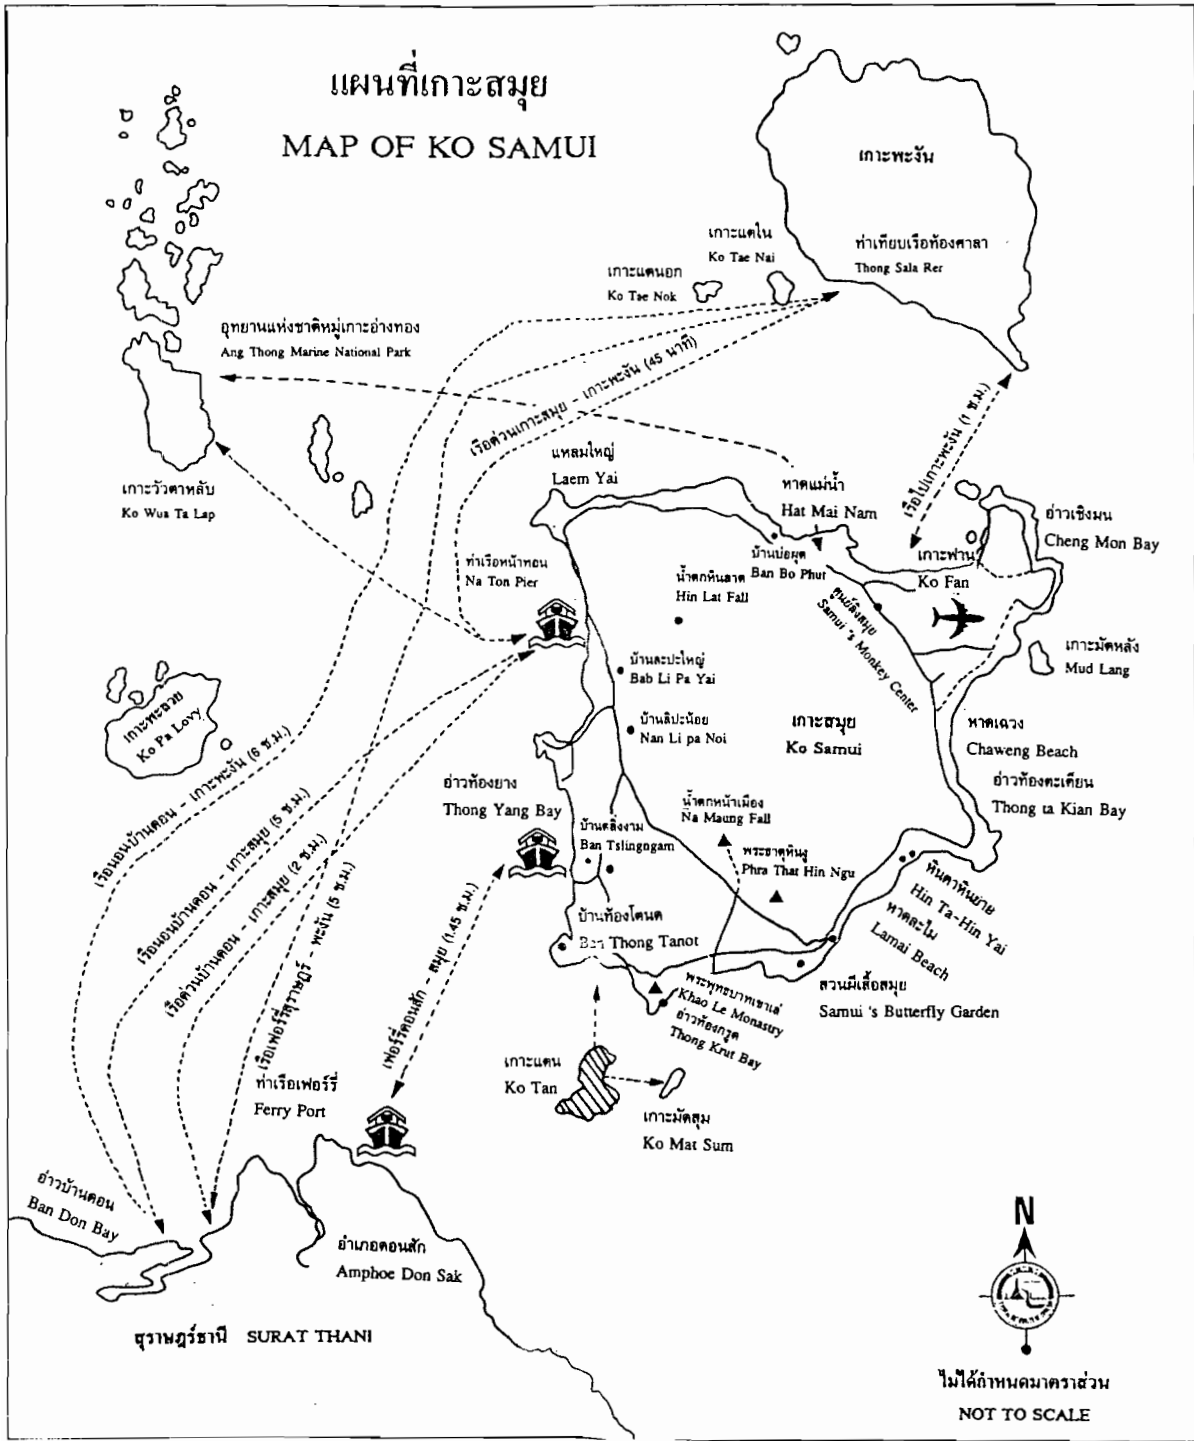 แผนที่เกาะสมุย
MAP OF KO SAMUI
เกาะพะงัน
เกาะแตใน
Ko Tae Nai
ท่าเทียบเรือท้องศาลา
Thong Sala Rer
เกาะแตนอก
Ko Tae Nok
อุทยานแห่งชาติหมู่เกาะอ่างทอง
Ang Thong Marine National Park
เรือด่วนเกาะสมุย - เกาะพะงัน (45 นาที)
เรือไปเกาะพะงัน (1 ช.ม.)
แหลมใหญ่
Laem Yai
หาดแม่น้ำ
Hat Mai Nam
เกาะวัวตาหลับ
Ko Wua Ta Lap
อ่าวเชิงมน
Cheng Mon Bay
ท่าเรือหน้าทอน
Na Ton Pier
บ้านบ่อผุด
Ban Bo Phut
เกาะฟาน
Ko Fan
น้ำตกหินลาด
Hin Lat Fall
ศูนย์ลิงสมุย
Samui 's Monkey Center
เกาะมัดหลัง
Mud Lang
บ้านละปะใหญ่
Bab Li Pa Yai
เกาะพะลวย
Ko Pa Lovy
บ้านลิปะน้อย
Nan Li pa Noi
เกาะสมุย
Ko Samui
หาดเฉวง
Chaweng Beach
อ่าวท้องตะเคียน
Thong ta Kian Bay
อ่าวท้องยาง
Thong Yang Bay
น้ำตกหน้าเมือง
Na Maung Fall
บ้านตลิ่งงาม
Ban Tslingngam
พระธาตุหินงู
Phra That Hin Ngu
เรือนอนบ้านดอน - เกาะพะงัน (6 ช.ม.)
เรือนอนบ้านดอน - เกาะสมุย (5 ช.ม.)
เรือด่วนบ้านดอน - เกาะสมุย (2 ช.ม.)
เรือเฟอร์รี่สุราษฎร์ - พะงัน (5 ช.ม.)
เฟอร์รี่ดอนสัก - สมุย (1.45 ช.ม.)
หินตาหินยาย
Hin Ta-Hin Yai
หาดละไม
Lamai Beach
บ้านท้องโตนด
Ban Thong Tanot
สวนผีเสื้อสมุย
Samui 's Butterfly Garden
พระพุทธบาทเขาเล่
Khao Le Monastry
อ่าวท้องกรูด
Thong Krut Bay
เกาะแตน
Ko Tan
เกาะมัดสุม
Ko Mat Sum
ท่าเรือเฟอร์รี่
Ferry Port
อ่าวบ้านดอน
Ban Don Bay
อำเภอดอนสัก
Amphoe Don Sak
สุราษฎร์ธานี SURAT THANI
N
ไม่ได้กำหนดมาตราส่วน
NOT TO SCALE